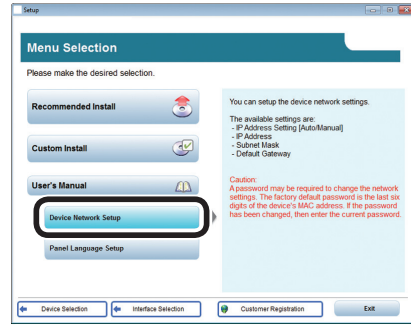 Setup
Menu Selection
Please make the desired selection.
Recommended Install
Custom Install
User's Manual
Device Network Setup
Panel Language Setup
You can setup the device network settings.
The available settings are:
- IP Address Setting [Auto/Manual]
- IP Address
- Subnet Mask
- Default Gateway
Caution:
A password may be required to change the network
settings. The factory default password is the last six
digits of the device's MAC address. If the password
has been changed, then enter the current password.
Device Selection
Interface Selection
Customer Registration
Exit